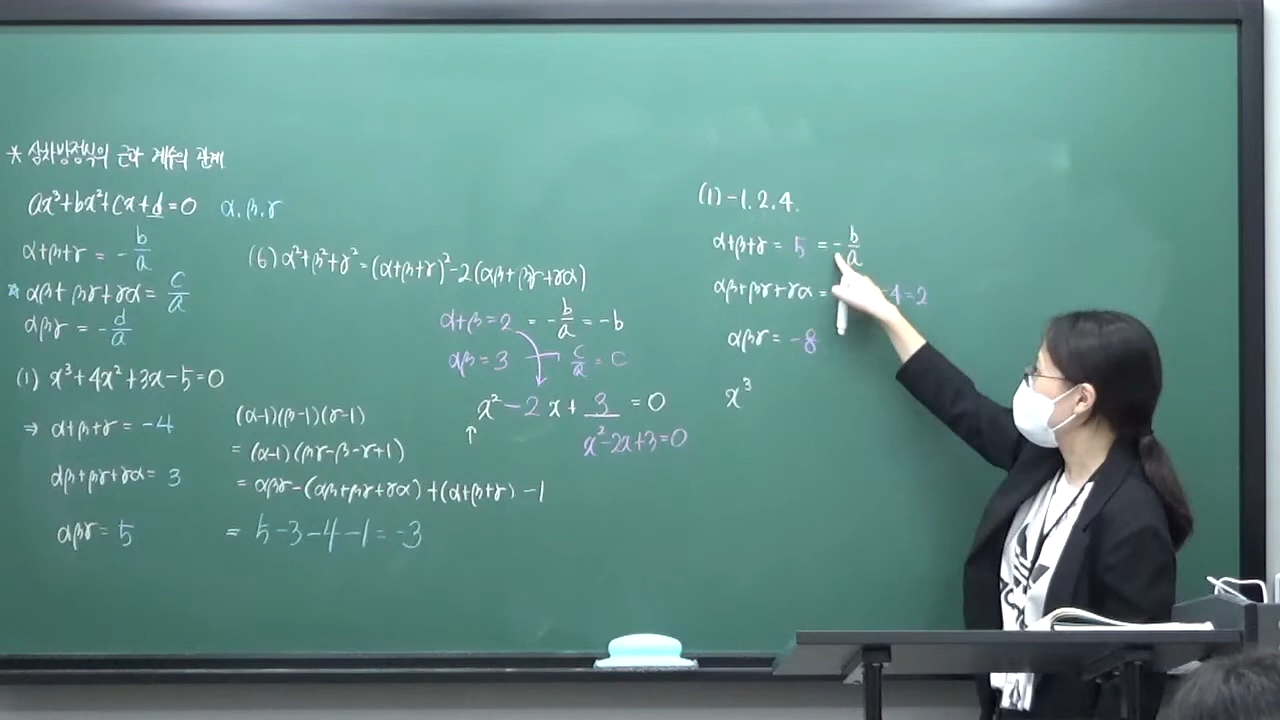 * 삼차방정식의 근과 계수의 관계
ax³+bx²+cx+d=0 α.β.γ
α+β+γ = -b/a
* αβ+βγ+γα = c/a
αβγ = -d/a
(1) x³+4x²+3x-5=0
⇒ α+β+γ = -4
αβ+βγ+γα = 3
αβγ = 5
(α-1)(β-1)(γ-1)
= (α-1)(βγ-β-γ+1)
= αβγ-(αβ+βγ+γα)+(α+β+γ)-1
= 5-3-4-1=-3
(6) α²+β²+γ²=(α+β+γ)²-2(αβ+βγ+γα)
α+β=2 = -b/a = -b
αβ=3 c/a = c
x²-2x+3=0
↑
x²-2x+3=0
(1) -1.2.4.
α+β+γ = 5 = -b/a
αβ+βγ+γα = -4=2
αβγ = -8
x³